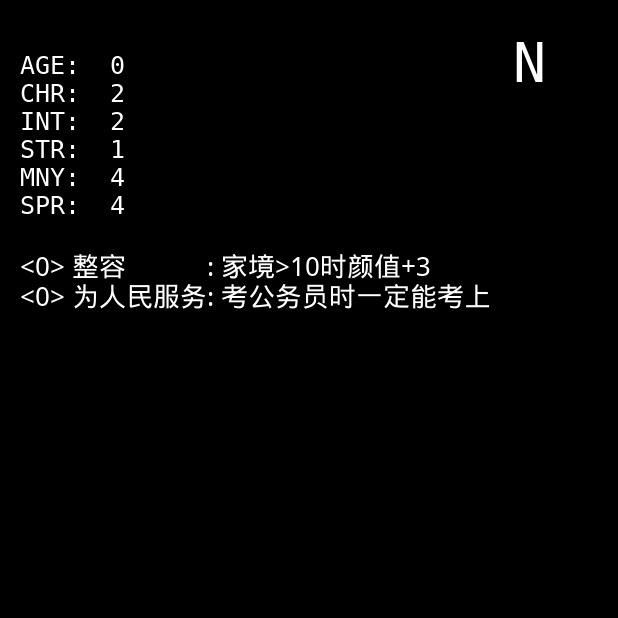 N
AGE: 0
CHR: 2
INT: 2
STR: 1
MNY: 4
SPR: 4
<0> 整容 : 家境>10时颜值+3
<0> 为人民服务: 考公务员时一定能考上